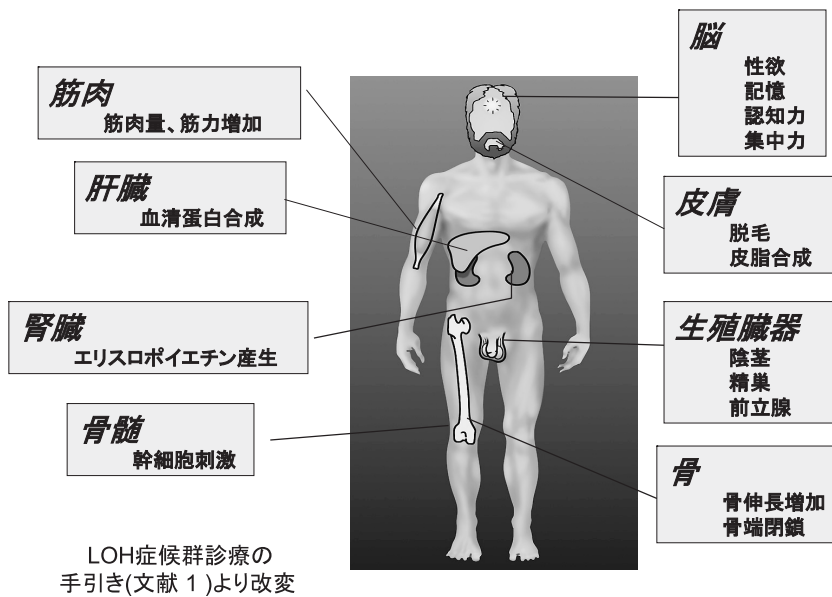 筋肉
筋肉量、筋力増加
肝臓
血清蛋白合成
腎臓
エリスロポイエチン産生
骨髄
幹細胞刺激
脳
性欲
記憶
認知力
集中力
皮膚
脱毛
皮脂合成
生殖臓器
陰茎
精巣
前立腺
骨
骨伸長増加
骨端閉鎖
LOH症候群診療の
手引き(文献 1 )より改変